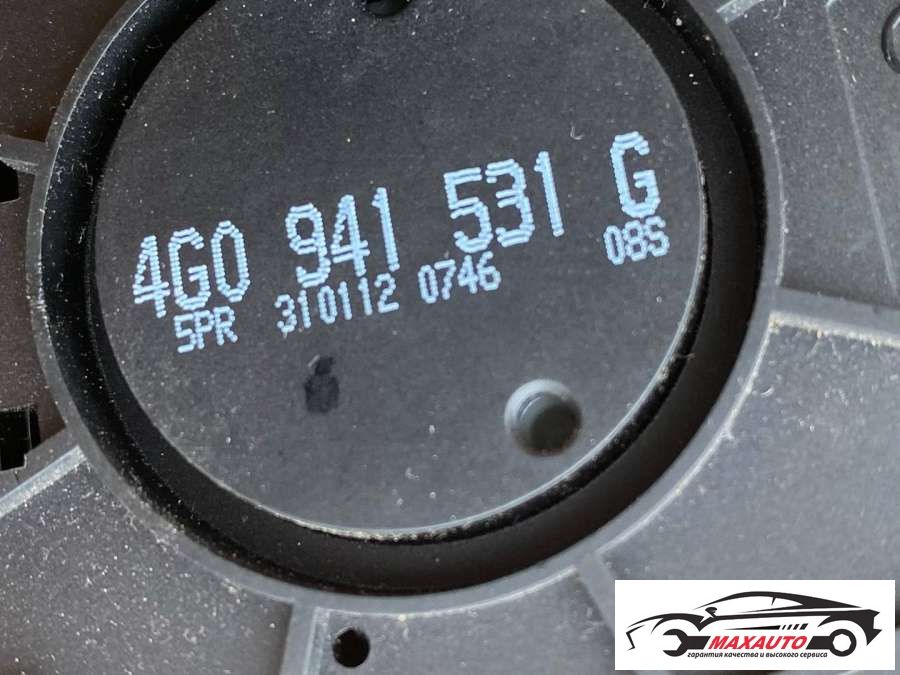 4G0 941 531 G
5PR 310112 0746 08S
MAXAUTO
гарантия качества и высокого сервиса